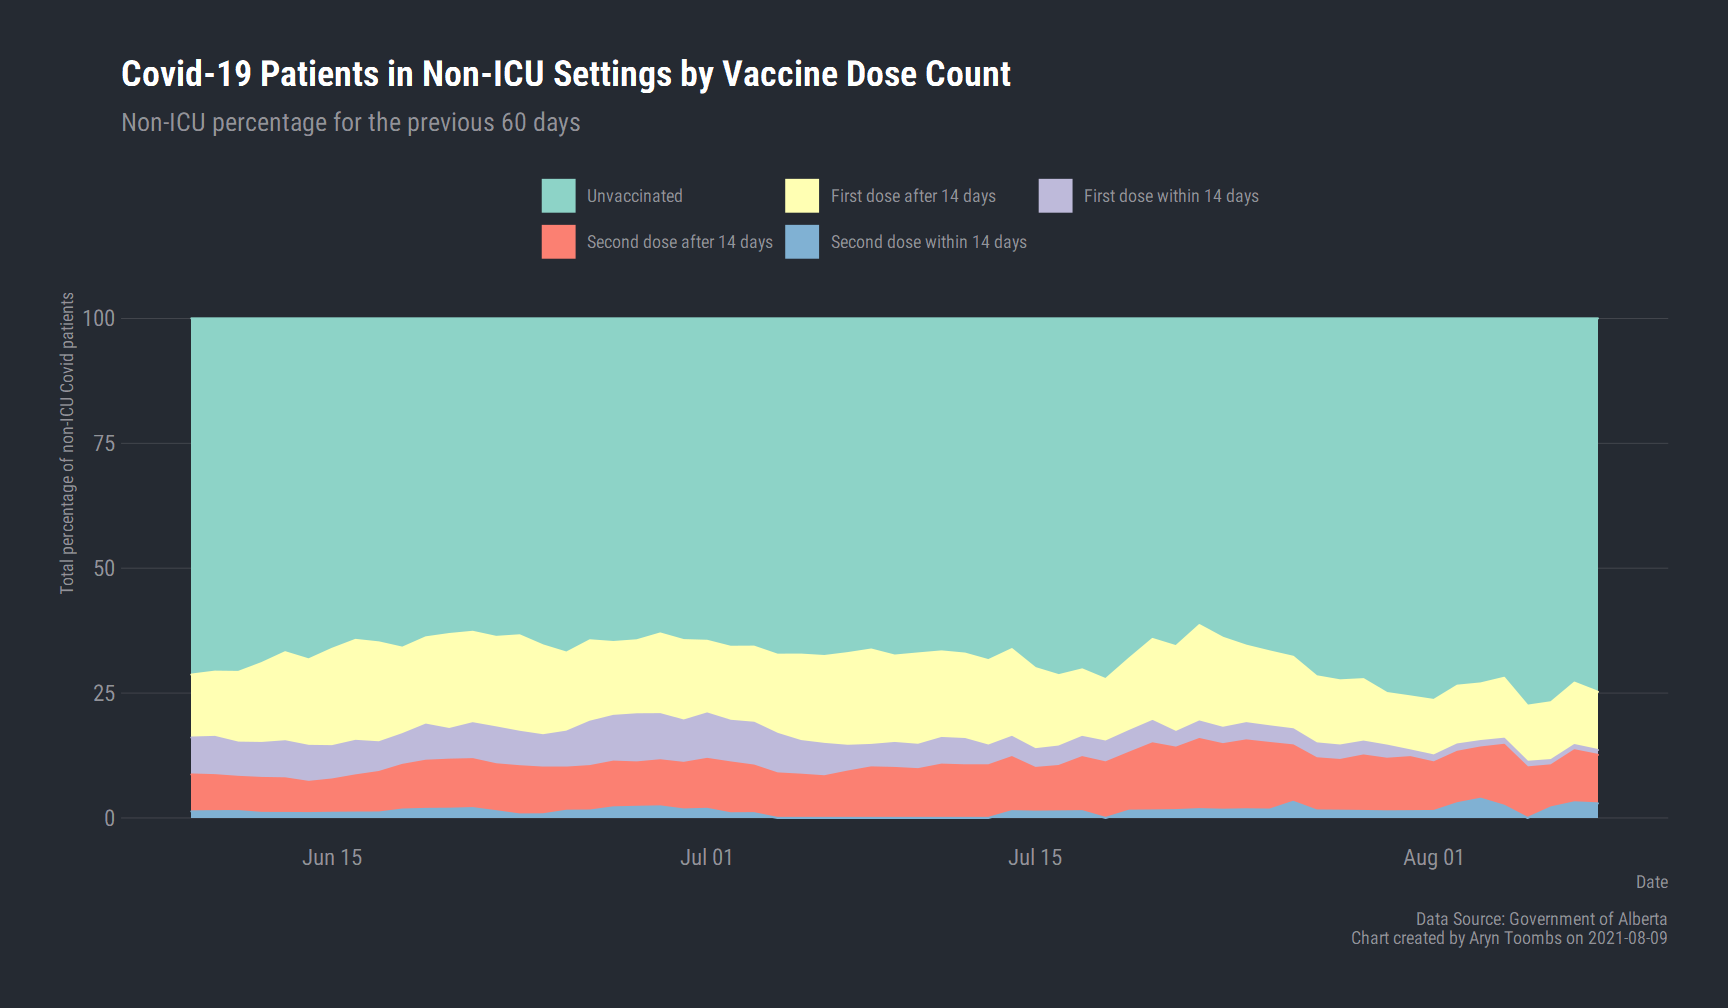 Covid-19 Patients in Non-ICU Settings by Vaccine Dose Count
Non-ICU percentage for the previous 60 days
Unvaccinated
First dose after 14 days
First dose within 14 days
Second dose after 14 days
Second dose within 14 days
Total percentage of non-ICU Covid patients
100
75
50
25
0
Jun 15
Jul 01
Jul 15
Aug 01
Date
Data Source: Government of Alberta
Chart created by Aryn Toombs on 2021-08-09